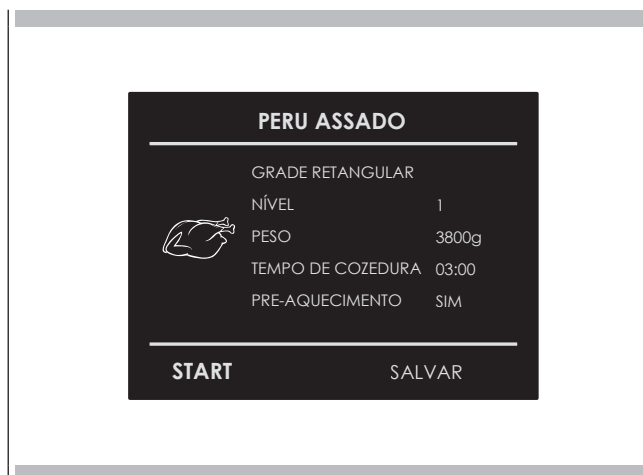 PERU ASSADO
GRADE RETANGULAR
NÍVEL 1
PESO 3800g
TEMPO DE COZEDURA 03:00
PRE-AQUECIMENTO SIM
START SALVAR